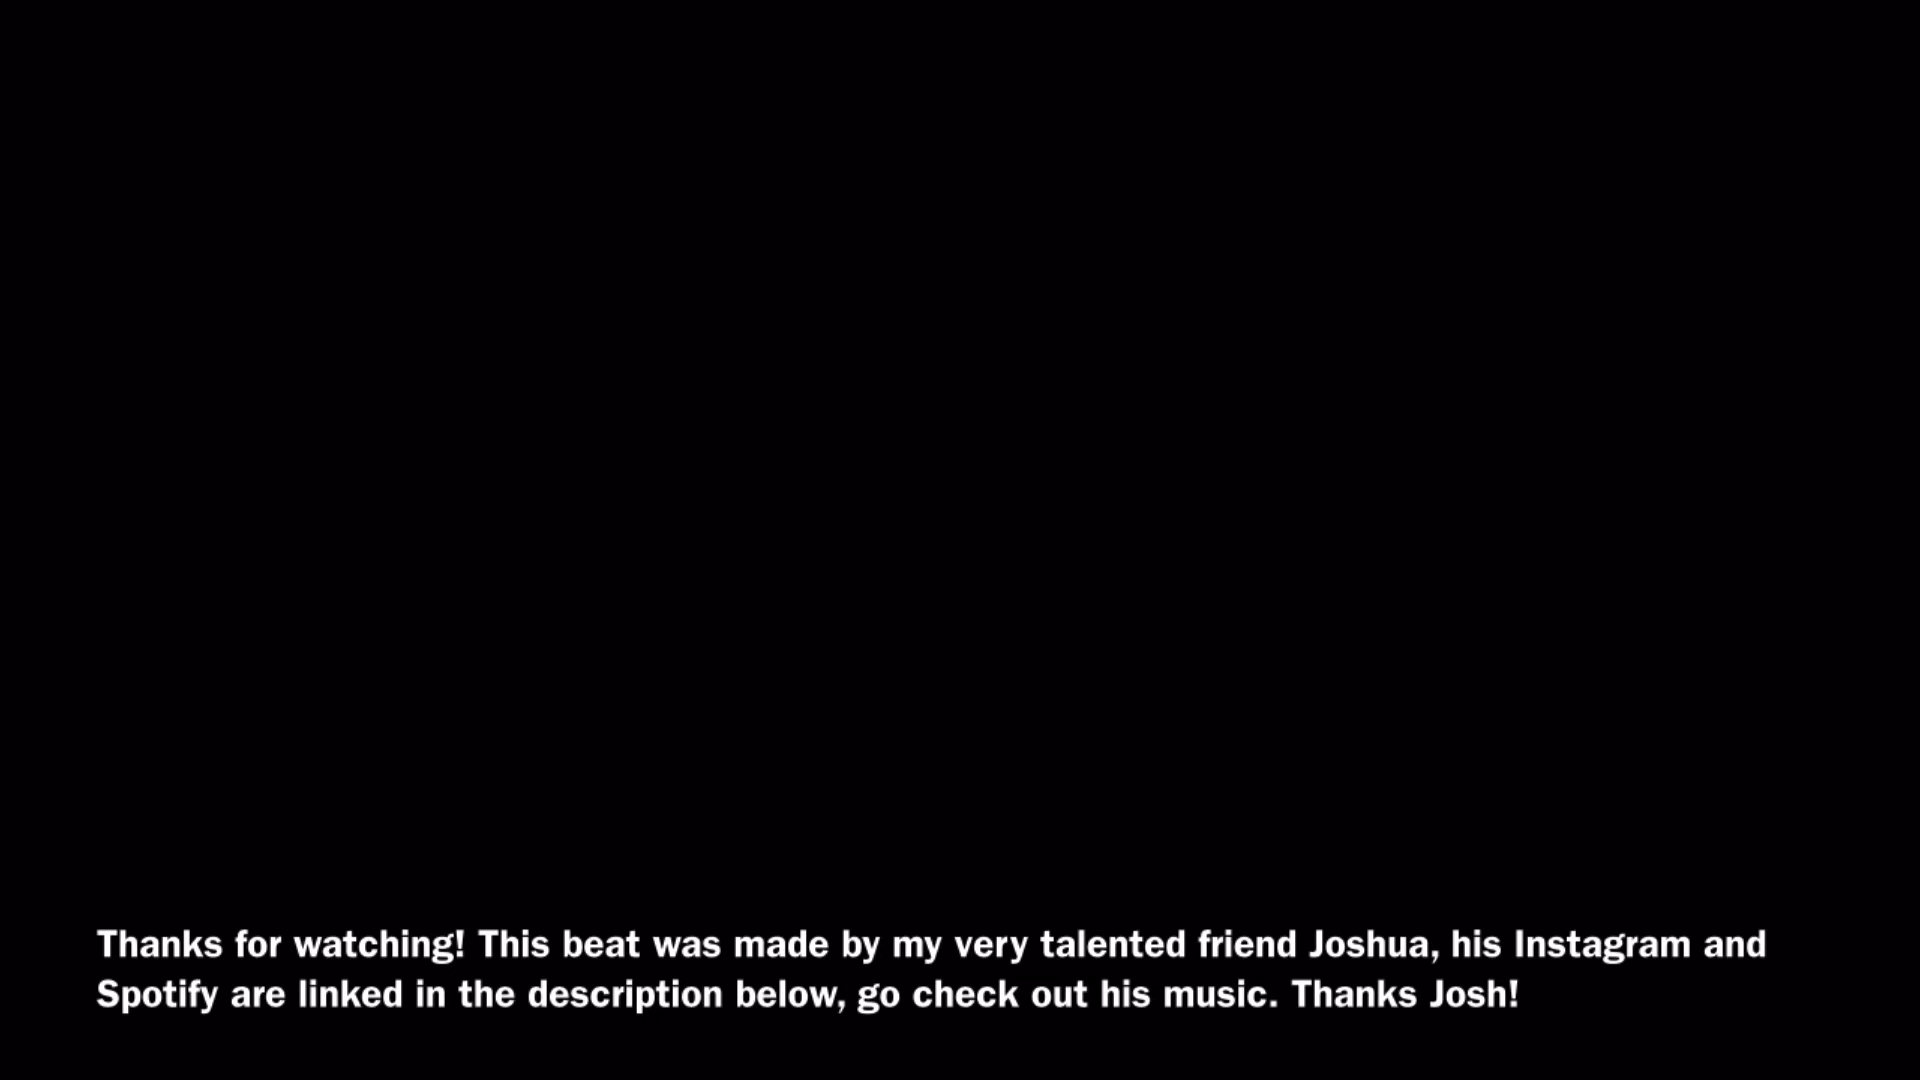 Thanks for watching! This beat was made by my very talented friend Joshua, his Instagram and
Spotify are linked in the description below, go check out his music. Thanks Josh!